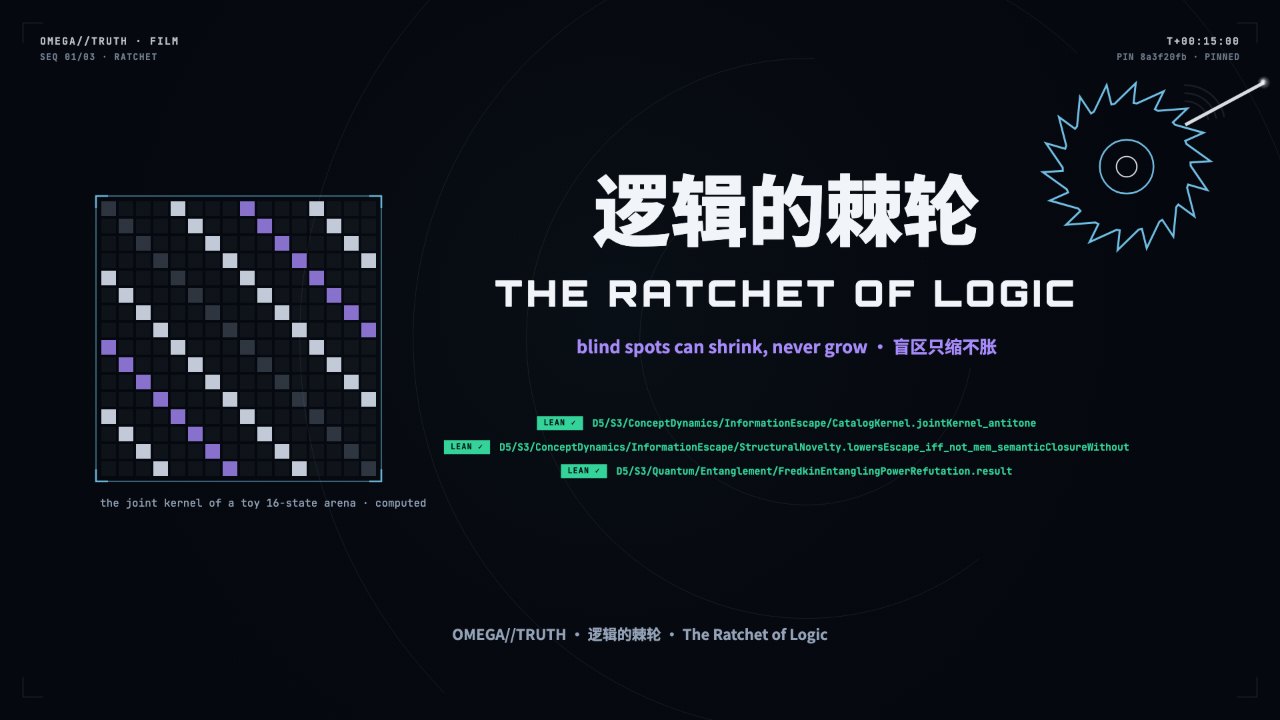 OMEGA//TRUTH · FILM
SEQ 01/03 · RATCHET
T+00:15:00
PIN 8a3f20fb · PINNED
逻辑的棘轮
THE RATCHET OF LOGIC
blind spots can shrink, never grow · 盲区只缩不胀
LEAN ✓ D5/S3/ConceptDynamics/InformationEscape/CatalogKernel.jointKernel_antitone
LEAN ✓ D5/S3/ConceptDynamics/InformationEscape/StructuralNovelty.lowersEscape_iff_not_mem_semanticClosureWithout
LEAN ✓ D5/S3/Quantum/Entanglement/FredkinEntanglingPowerRefutation.result
the joint kernel of a toy 16-state arena · computed
OMEGA//TRUTH · 逻辑的棘轮 · The Ratchet of Logic